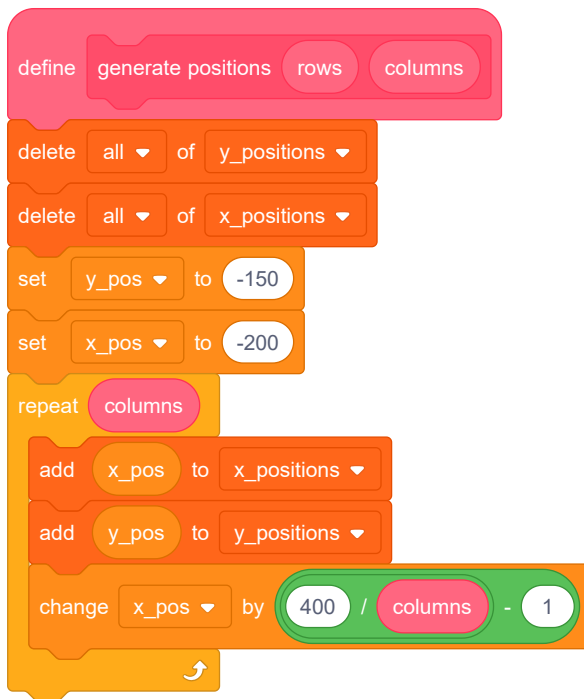 define generate positions rows columns
delete all of y_positions
delete all of x_positions
set y_pos to -150
set x_pos to -200
repeat columns
add x_pos to x_positions
add y_pos to y_positions
change x_pos by 400 / columns - 1